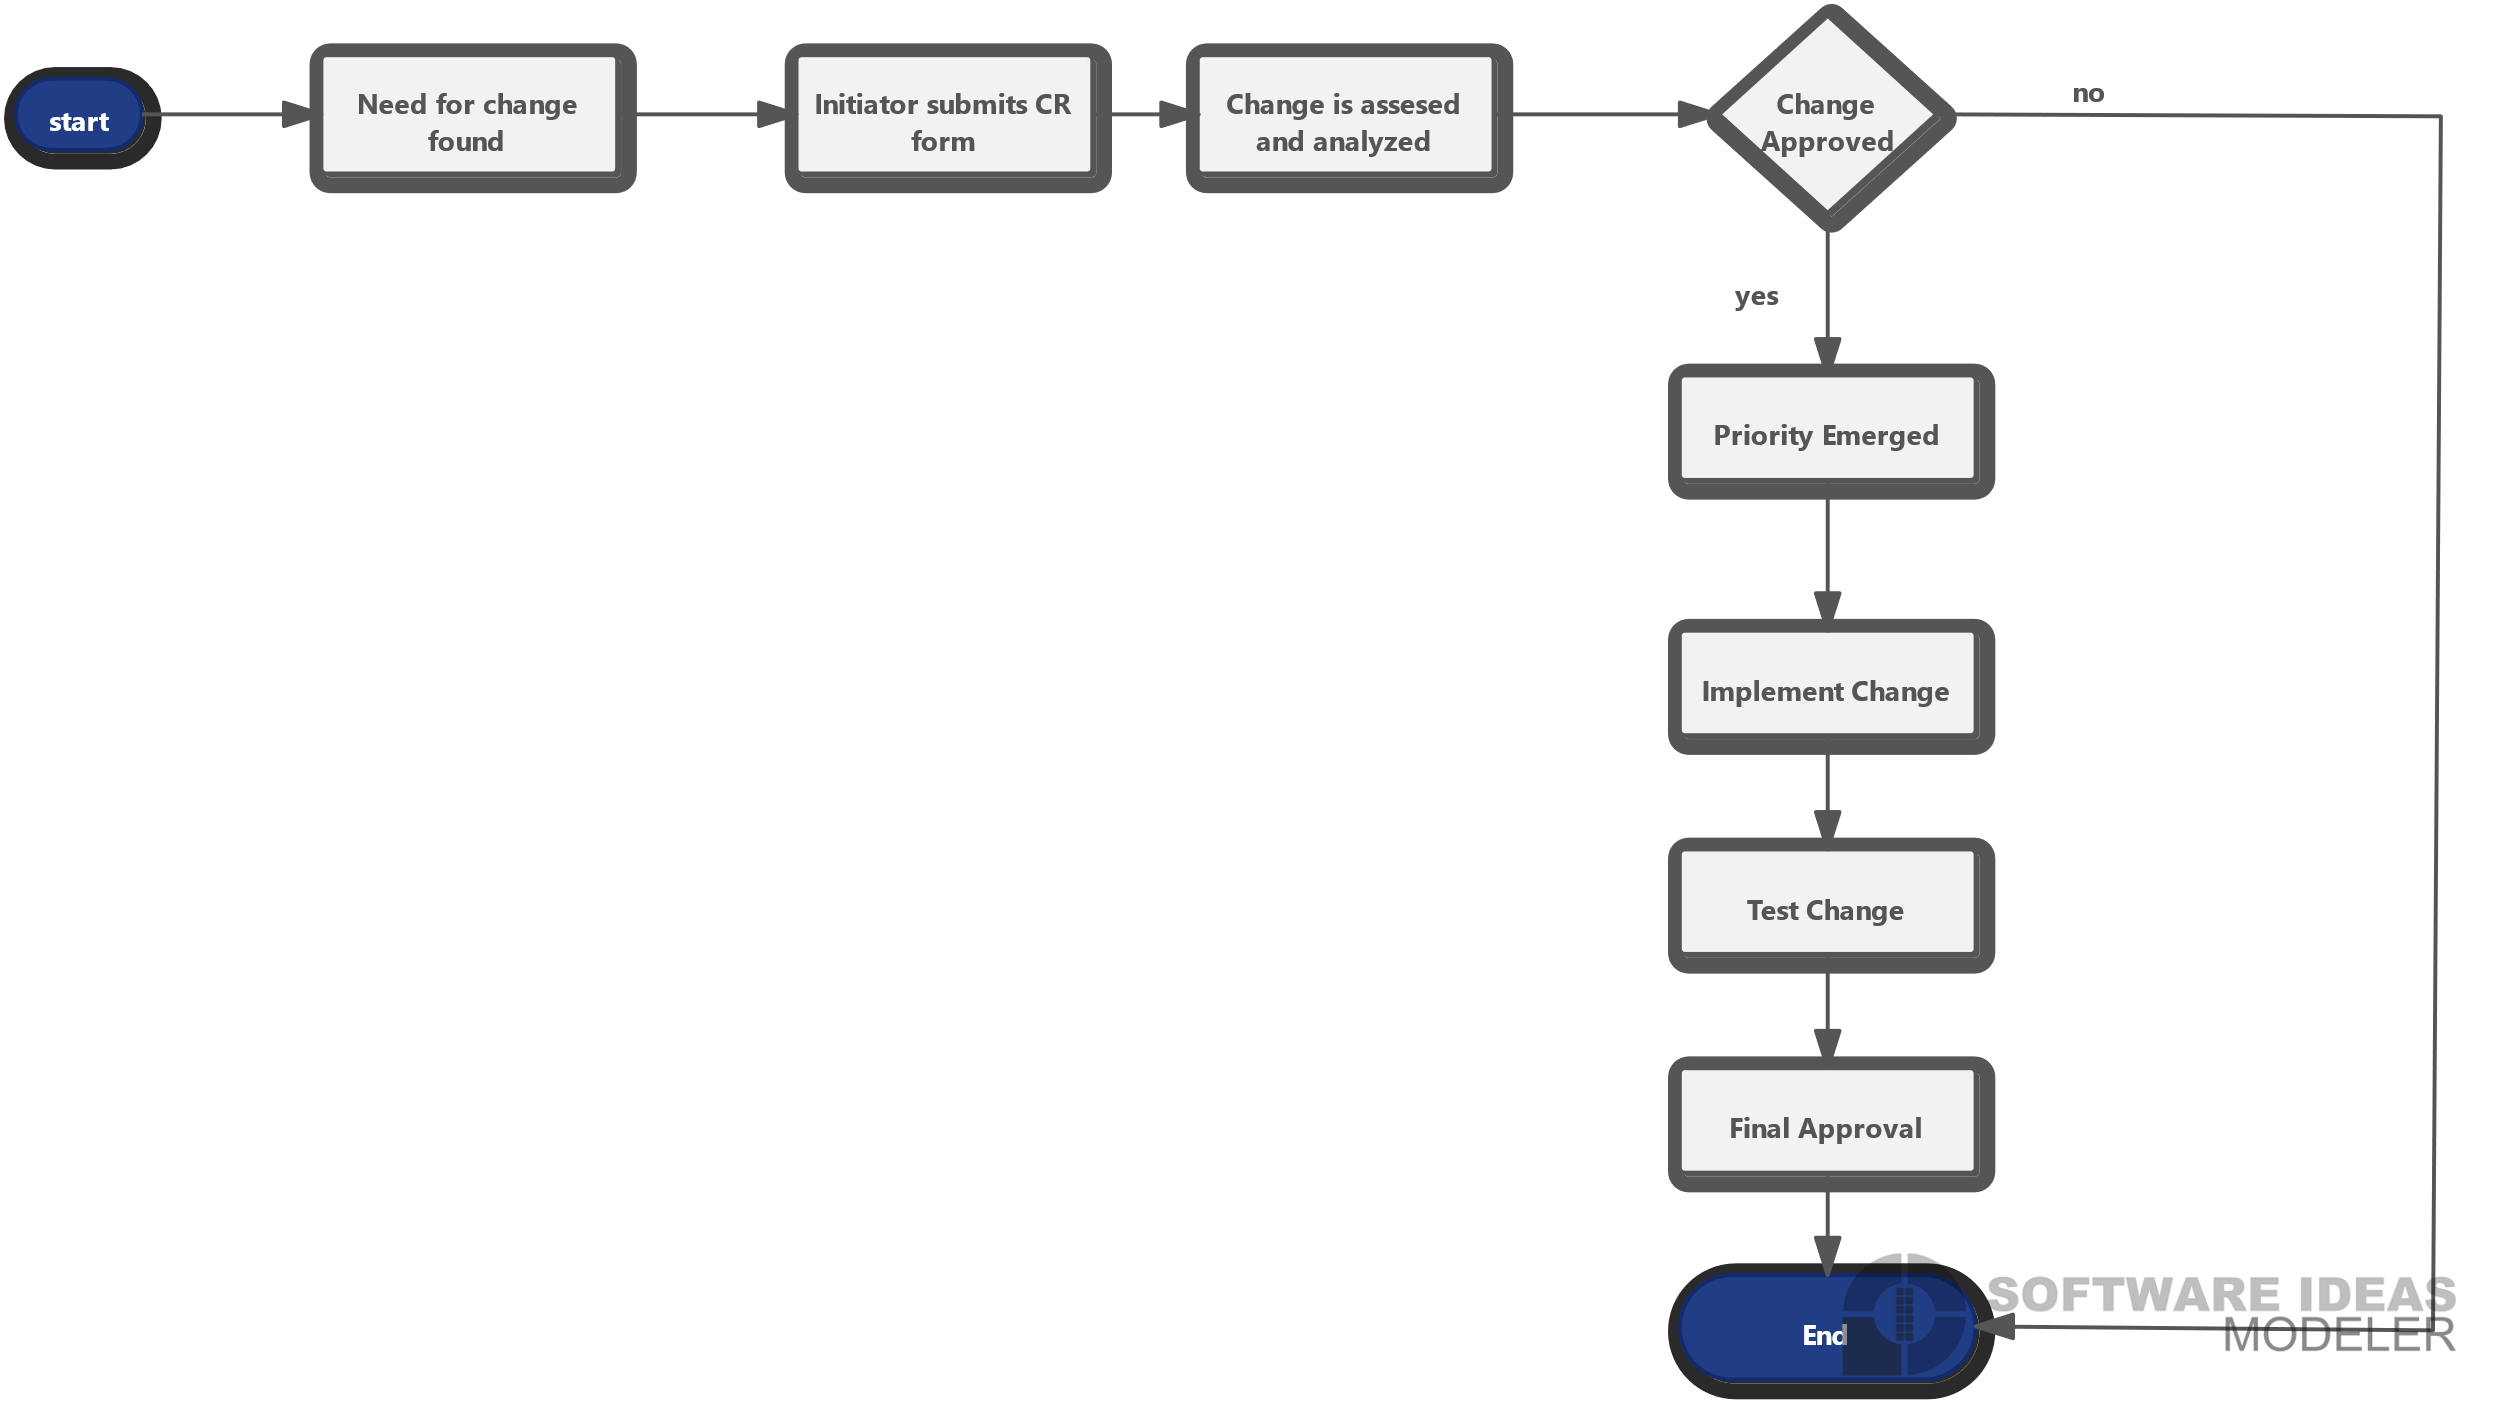 start
Need for change
found
Initiator submits CR
form
Change is assesed
and analyzed
Change
Approved
no
yes
Priority Emerged
Implement Change
Test Change
Final Approval
End
SOFTWARE IDEAS
MODELER